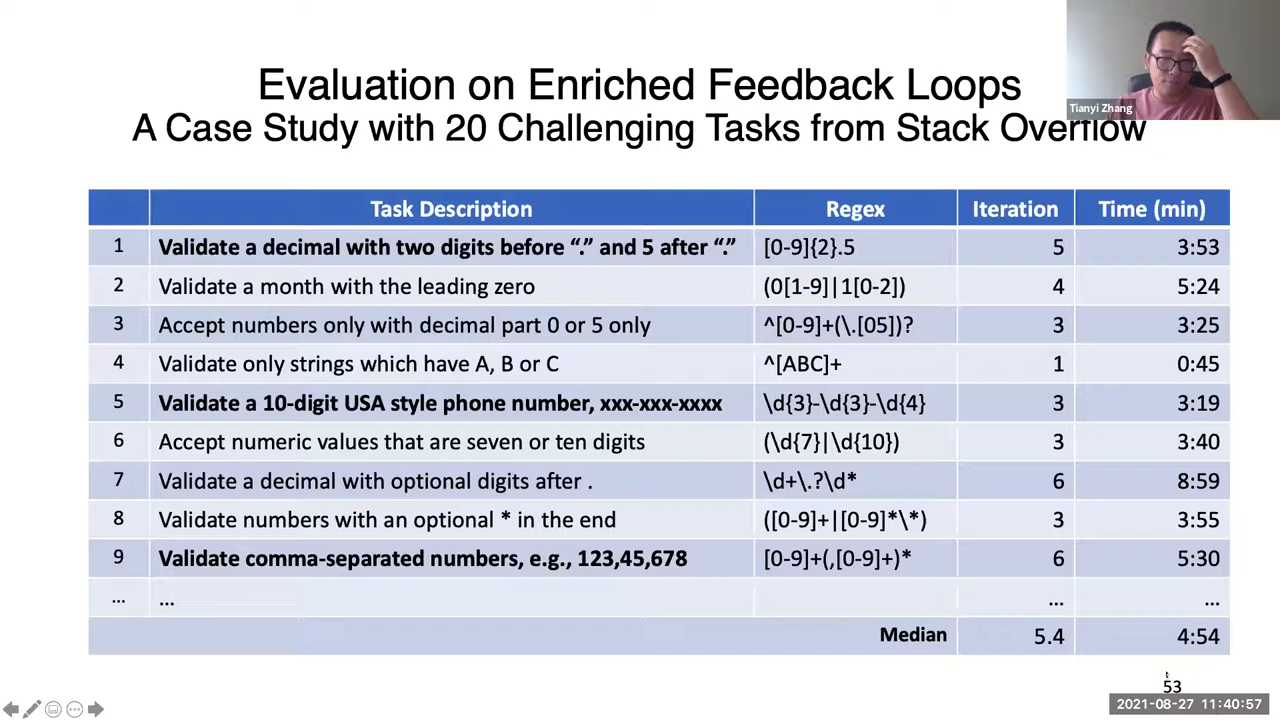 Tianyi Zhang
Evaluation on Enriched Feedback Loops
A Case Study with 20 Challenging Tasks from Stack Overflow
Task Description Regex Iteration Time (min)
1 Validate a decimal with two digits before “.” and 5 after “.” [0-9]{2}.5 5 3:53
2 Validate a month with the leading zero (0[1-9]|1[0-2]) 4 5:24
3 Accept numbers only with decimal part 0 or 5 only ^[0-9]+(\.[05])? 3 3:25
4 Validate only strings which have A, B or C ^[ABC]+ 1 0:45
5 Validate a 10-digit USA style phone number, xxx-xxx-xxxx \d{3}-\d{3}-\d{4} 3 3:19
6 Accept numeric values that are seven or ten digits (\d{7}|\d{10}) 3 3:40
7 Validate a decimal with optional digits after . \d+\.?\d* 6 8:59
8 Validate numbers with an optional * in the end ([0-9]+|[0-9]*\*) 3 3:55
9 Validate comma-separated numbers, e.g., 123,45,678 [0-9]+(,[0-9]+)* 6 5:30
... ... ... ...
Median 5.4 4:54
53
2021-08-27 11:40:57